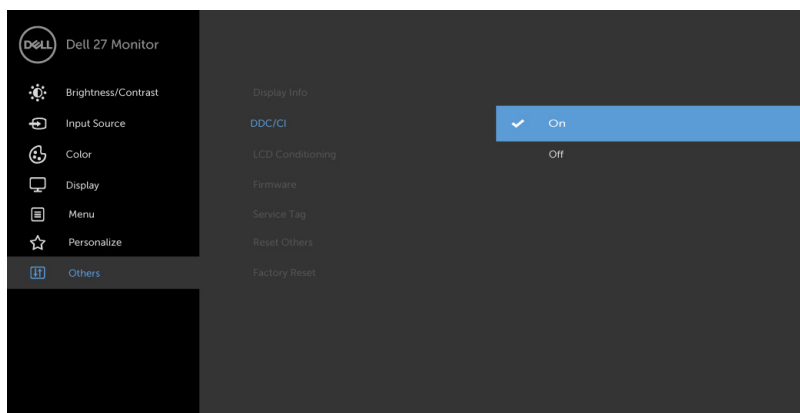 DELL Dell 27 Monitor
Brightness/Contrast
Input Source
Color
Display
Menu
Personalize
Others
Display Info
DDC/CI
LCD Conditioning
Firmware
Service Tag
Reset Others
Factory Reset
On
Off